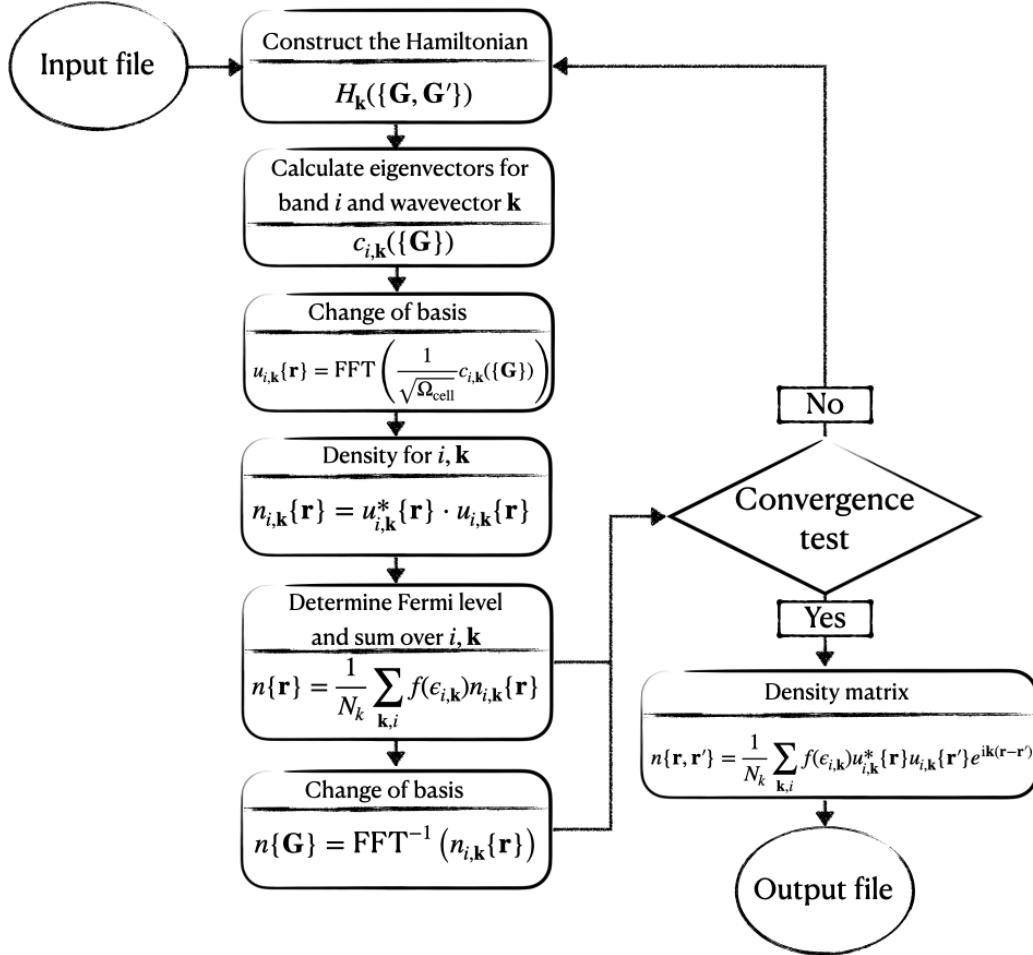 Input file
Construct the Hamiltonian
H_𝐤({𝐆, 𝐆′})
Calculate eigenvectors for
band i and wavevector 𝐤
c_{i,𝐤}({𝐆})
Change of basis
u_{i,𝐤}{𝐫} = FFT ( 1/√Ω_cell c_{i,𝐤}({𝐆}) )
Density for i, 𝐤
n_{i,𝐤}{𝐫} = u*_{i,𝐤}{𝐫} · u_{i,𝐤}{𝐫}
Determine Fermi level
and sum over i, 𝐤
n{𝐫} = 1/N_k ∑_{𝐤,i} f(ϵ_{i,𝐤})n_{i,𝐤}{𝐫}
Change of basis
n{𝐆} = FFT⁻¹ (n_{i,𝐤}{𝐫})
No
Convergence
test
Yes
Density matrix
n{𝐫, 𝐫′} = 1/N_k ∑_{𝐤,i} f(ϵ_{i,𝐤})u*_{i,𝐤}{𝐫}u_{i,𝐤}{𝐫′}e^{i𝐤(𝐫−𝐫′)}
Output file